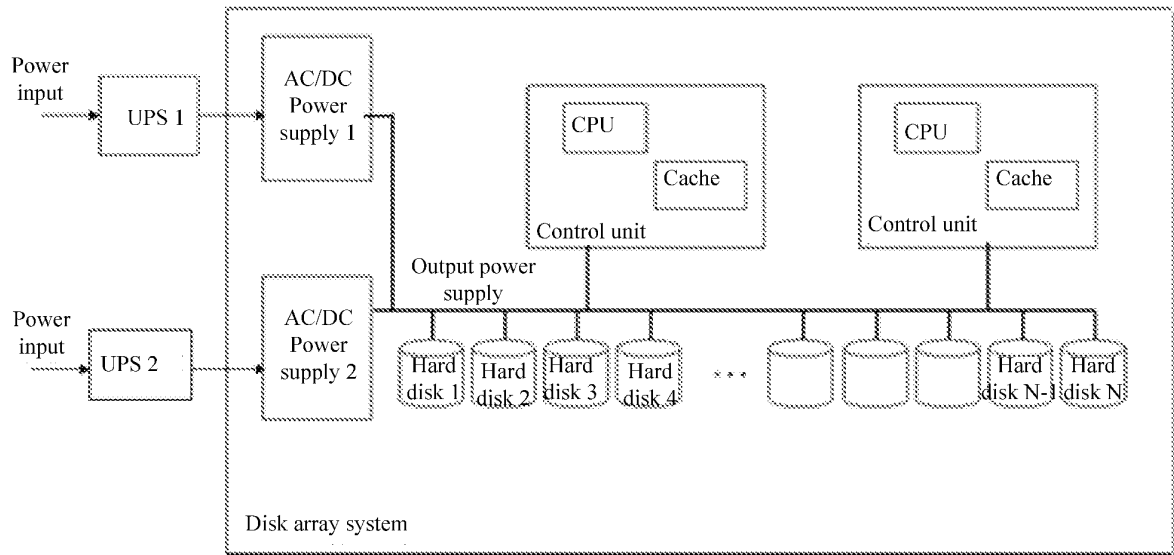 Power
input
UPS 1
AC/DC
Power
supply 1
CPU
Cache
Control unit
CPU
Cache
Control unit
Output power
supply
Power
input
UPS 2
AC/DC
Power
supply 2
Hard
disk 1
Hard
disk 2
Hard
disk 3
Hard
disk 4
...
Hard
disk N-1
Hard
disk N
Disk array system